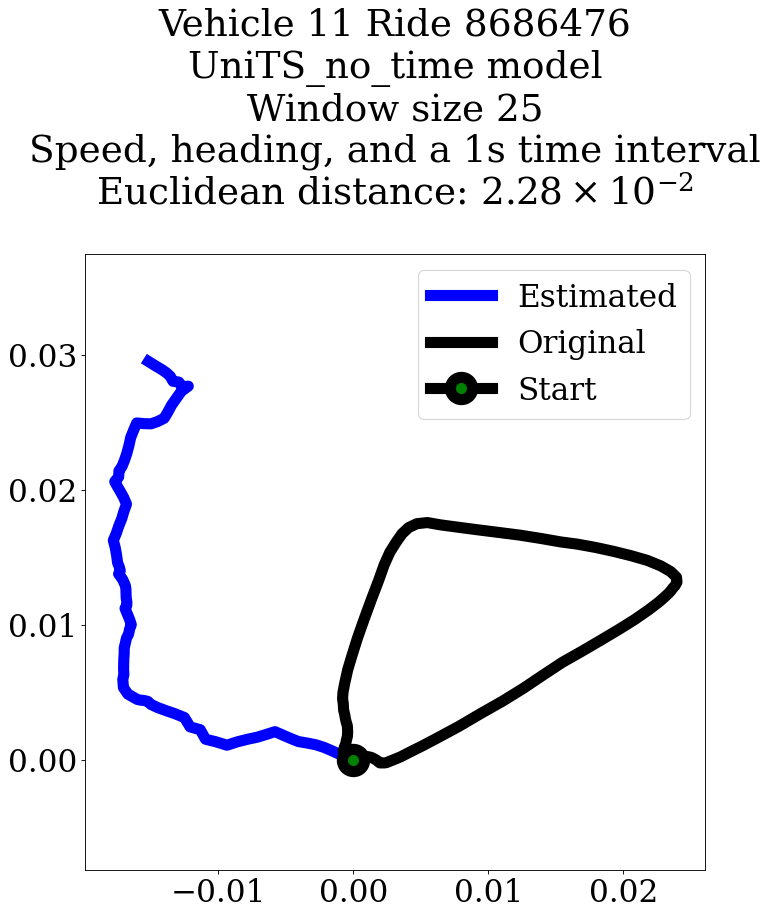 Vehicle 11 Ride 8686476
UniTS_no_time model
Window size 25
Speed, heading, and a 1s time interval
Euclidean distance: 2.28 × 10⁻²
Estimated
Original
Start
0.03
0.02
0.01
0.00
−0.01 0.00 0.01 0.02